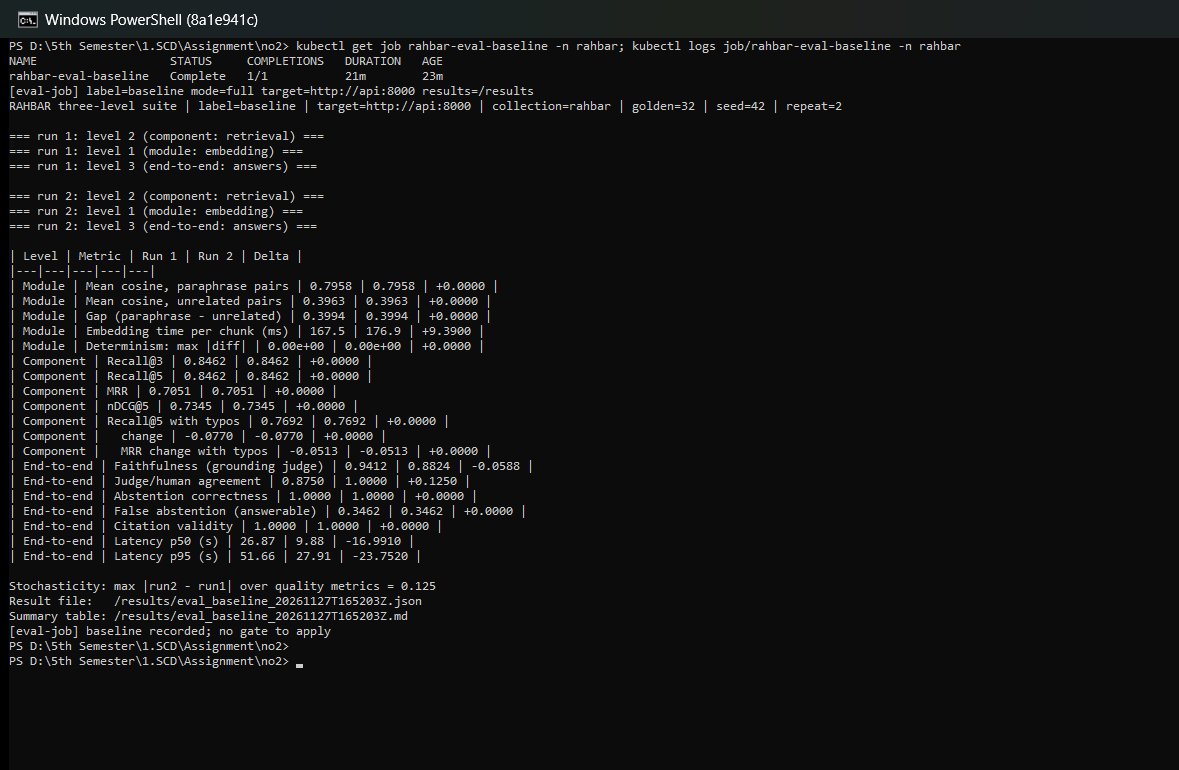 Windows PowerShell (8a1e941c)
PS D:\5th Semester\1.SCD\Assignment\no2> kubectl get job rahbar-eval-baseline -n rahbar; kubectl logs job/rahbar-eval-baseline -n rahbar
NAME                   STATUS     COMPLETIONS   DURATION   AGE
rahbar-eval-baseline   Complete   1/1           21m        23m
[eval-job] label=baseline mode=full target=http://api:8000 results=/results
RAHBAR three-level suite | label=baseline | target=http://api:8000 | collection=rahbar | golden=32 | seed=42 | repeat=2
=== run 1: level 2 (component: retrieval) ===
=== run 1: level 1 (module: embedding) ===
=== run 1: level 3 (end-to-end: answers) ===
=== run 2: level 2 (component: retrieval) ===
=== run 2: level 1 (module: embedding) ===
=== run 2: level 3 (end-to-end: answers) ===
| Level | Metric | Run 1 | Run 2 | Delta |
|---|---|---|---|---|
| Module | Mean cosine, paraphrase pairs | 0.7958 | 0.7958 | +0.0000 |
| Module | Mean cosine, unrelated pairs | 0.3963 | 0.3963 | +0.0000 |
| Module | Gap (paraphrase - unrelated) | 0.3994 | 0.3994 | +0.0000 |
| Module | Embedding time per chunk (ms) | 167.5 | 176.9 | +9.3900 |
| Module | Determinism: max |diff| | 0.00e+00 | 0.00e+00 | +0.0000 |
| Component | Recall@3 | 0.8462 | 0.8462 | +0.0000 |
| Component | Recall@5 | 0.8462 | 0.8462 | +0.0000 |
| Component | MRR | 0.7051 | 0.7051 | +0.0000 |
| Component | nDCG@5 | 0.7345 | 0.7345 | +0.0000 |
| Component | Recall@5 with typos | 0.7692 | 0.7692 | +0.0000 |
| Component |   change | -0.0770 | -0.0770 | +0.0000 |
| Component |   MRR change with typos | -0.0513 | -0.0513 | +0.0000 |
| End-to-end | Faithfulness (grounding judge) | 0.9412 | 0.8824 | -0.0588 |
| End-to-end | Judge/human agreement | 0.8750 | 1.0000 | +0.1250 |
| End-to-end | Abstention correctness | 1.0000 | 1.0000 | +0.0000 |
| End-to-end | False abstention (answerable) | 0.3462 | 0.3462 | +0.0000 |
| End-to-end | Citation validity | 1.0000 | 1.0000 | +0.0000 |
| End-to-end | Latency p50 (s) | 26.87 | 9.88 | -16.9910 |
| End-to-end | Latency p95 (s) | 51.66 | 27.91 | -23.7520 |
Stochasticity: max |run2 - run1| over quality metrics = 0.125
Result file:   /results/eval_baseline_20261127T165203Z.json
Summary table: /results/eval_baseline_20261127T165203Z.md
[eval-job] baseline recorded; no gate to apply
PS D:\5th Semester\1.SCD\Assignment\no2>
PS D:\5th Semester\1.SCD\Assignment\no2>